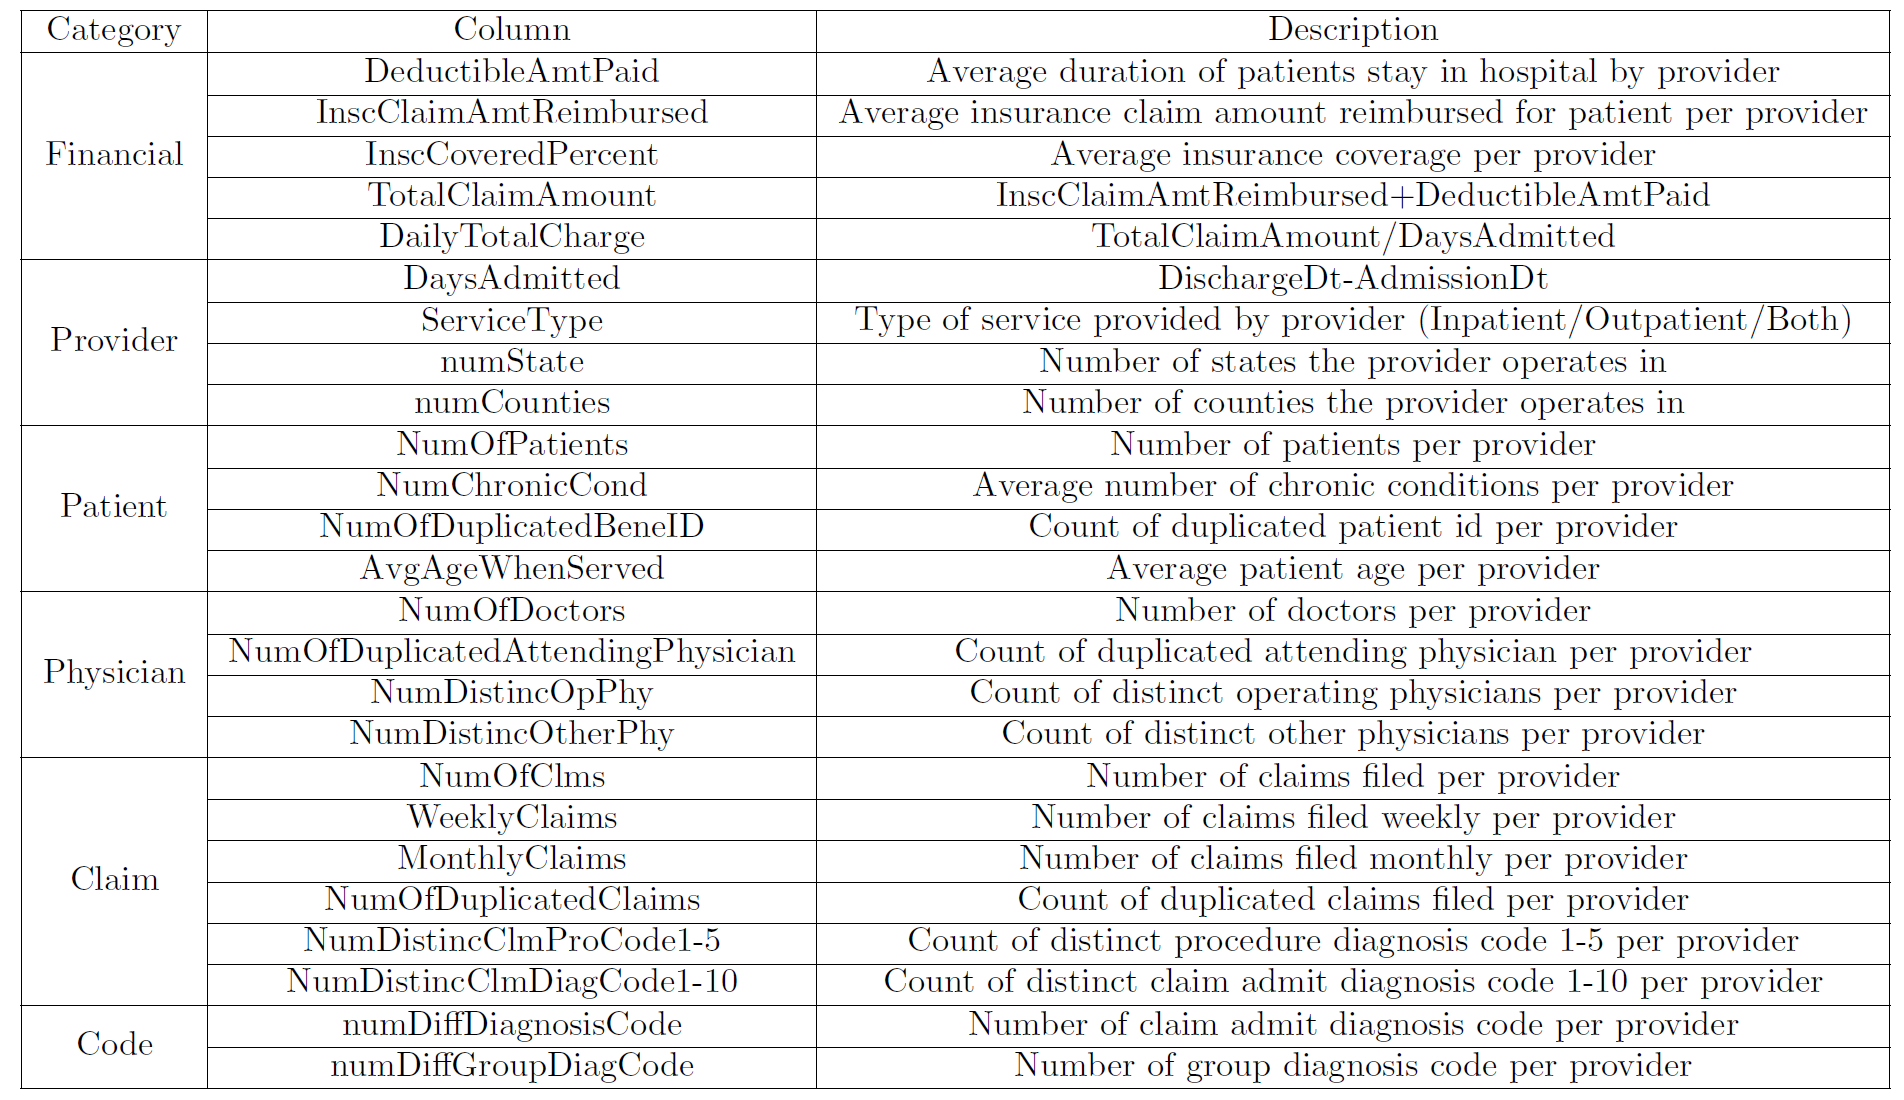 Category Column Description
Financial
DeductibleAmtPaid Average duration of patients stay in hospital by provider
InscClaimAmtReimbursed Average insurance claim amount reimbursed for patient per provider
InscCoveredPercent Average insurance coverage per provider
TotalClaimAmount InscClaimAmtReimbursed+DeductibleAmtPaid
DailyTotalCharge TotalClaimAmount/DaysAdmitted
Provider
DaysAdmitted DischargeDt-AdmissionDt
ServiceType Type of service provided by provider (Inpatient/Outpatient/Both)
numState Number of states the provider operates in
numCounties Number of counties the provider operates in
Patient
NumOfPatients Number of patients per provider
NumChronicCond Average number of chronic conditions per provider
NumOfDuplicatedBeneID Count of duplicated patient id per provider
AvgAgeWhenServed Average patient age per provider
Physician
NumOfDoctors Number of doctors per provider
NumOfDuplicatedAttendingPhysician Count of duplicated attending physician per provider
NumDistincOpPhy Count of distinct operating physicians per provider
NumDistincOtherPhy Count of distinct other physicians per provider
Claim
NumOfClms Number of claims filed per provider
WeeklyClaims Number of claims filed weekly per provider
MonthlyClaims Number of claims filed monthly per provider
NumOfDuplicatedClaims Count of duplicated claims filed per provider
NumDistincClmProCode1-5 Count of distinct procedure diagnosis code 1-5 per provider
NumDistincClmDiagCode1-10 Count of distinct claim admit diagnosis code 1-10 per provider
Code
numDiffDiagnosisCode Number of claim admit diagnosis code per provider
numDiffGroupDiagCode Number of group diagnosis code per provider